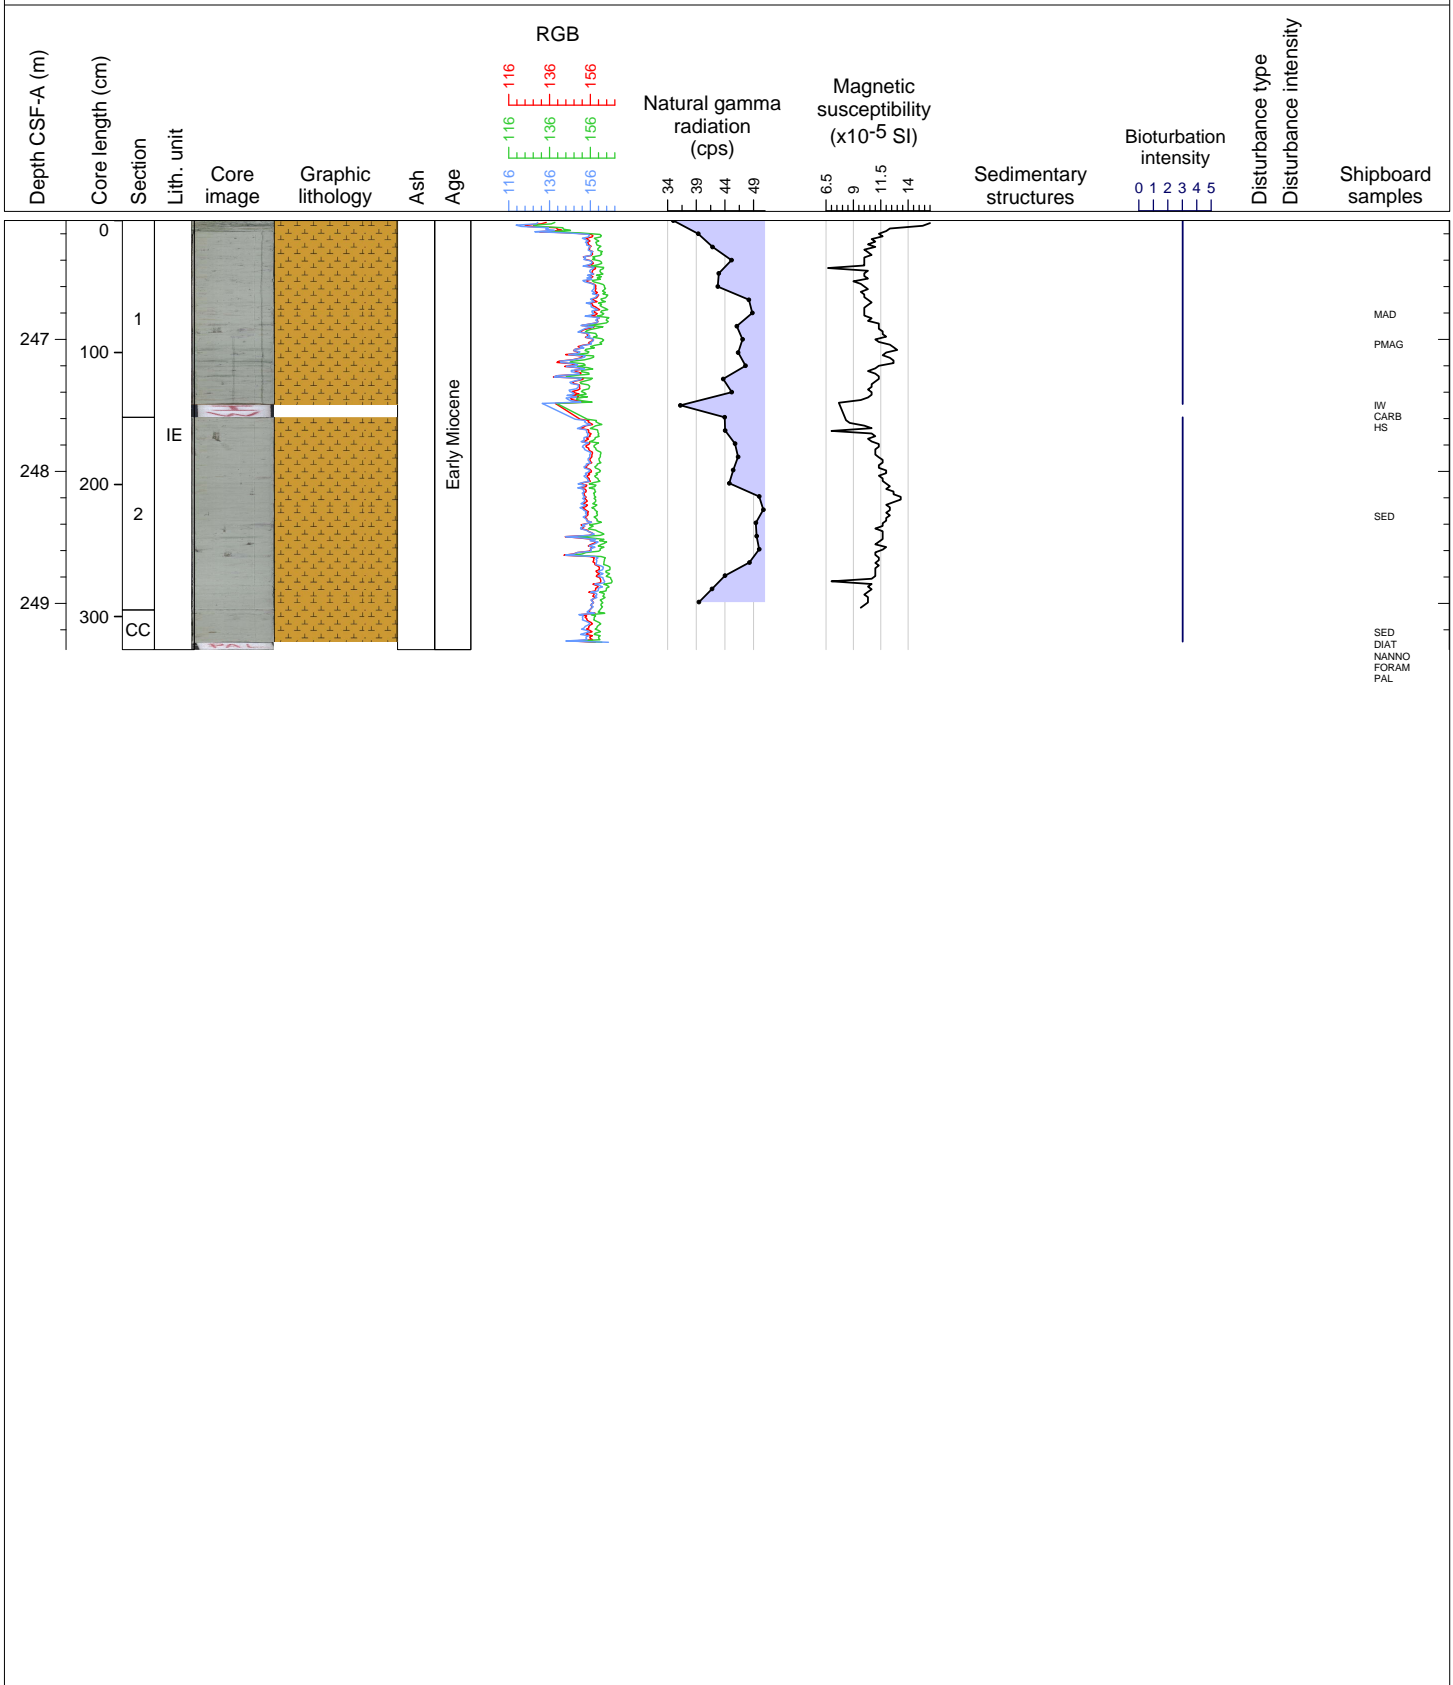 Depth CSF-A (m)
Core length (cm)
Section
Lith. unit
Core
image
Graphic
lithology
Ash
Age
RGB
116 136 156
116 136 156
116 136 156
Natural gamma
radiation
(cps)
34 39 44 49
Magnetic
susceptibility
(x10-5 SI)
6.5 9 11.5 14
Sedimentary
structures
Bioturbation
intensity
0 1 2 3 4 5
Disturbance type
Disturbance intensity
Shipboard
samples
0
1
MAD
247
PMAG
100
Early Miocene
IW
CARB
HS
IE
248
200
2
SED
249
300
CC
SED
DIAT
NANNO
FORAM
PAL
PAL